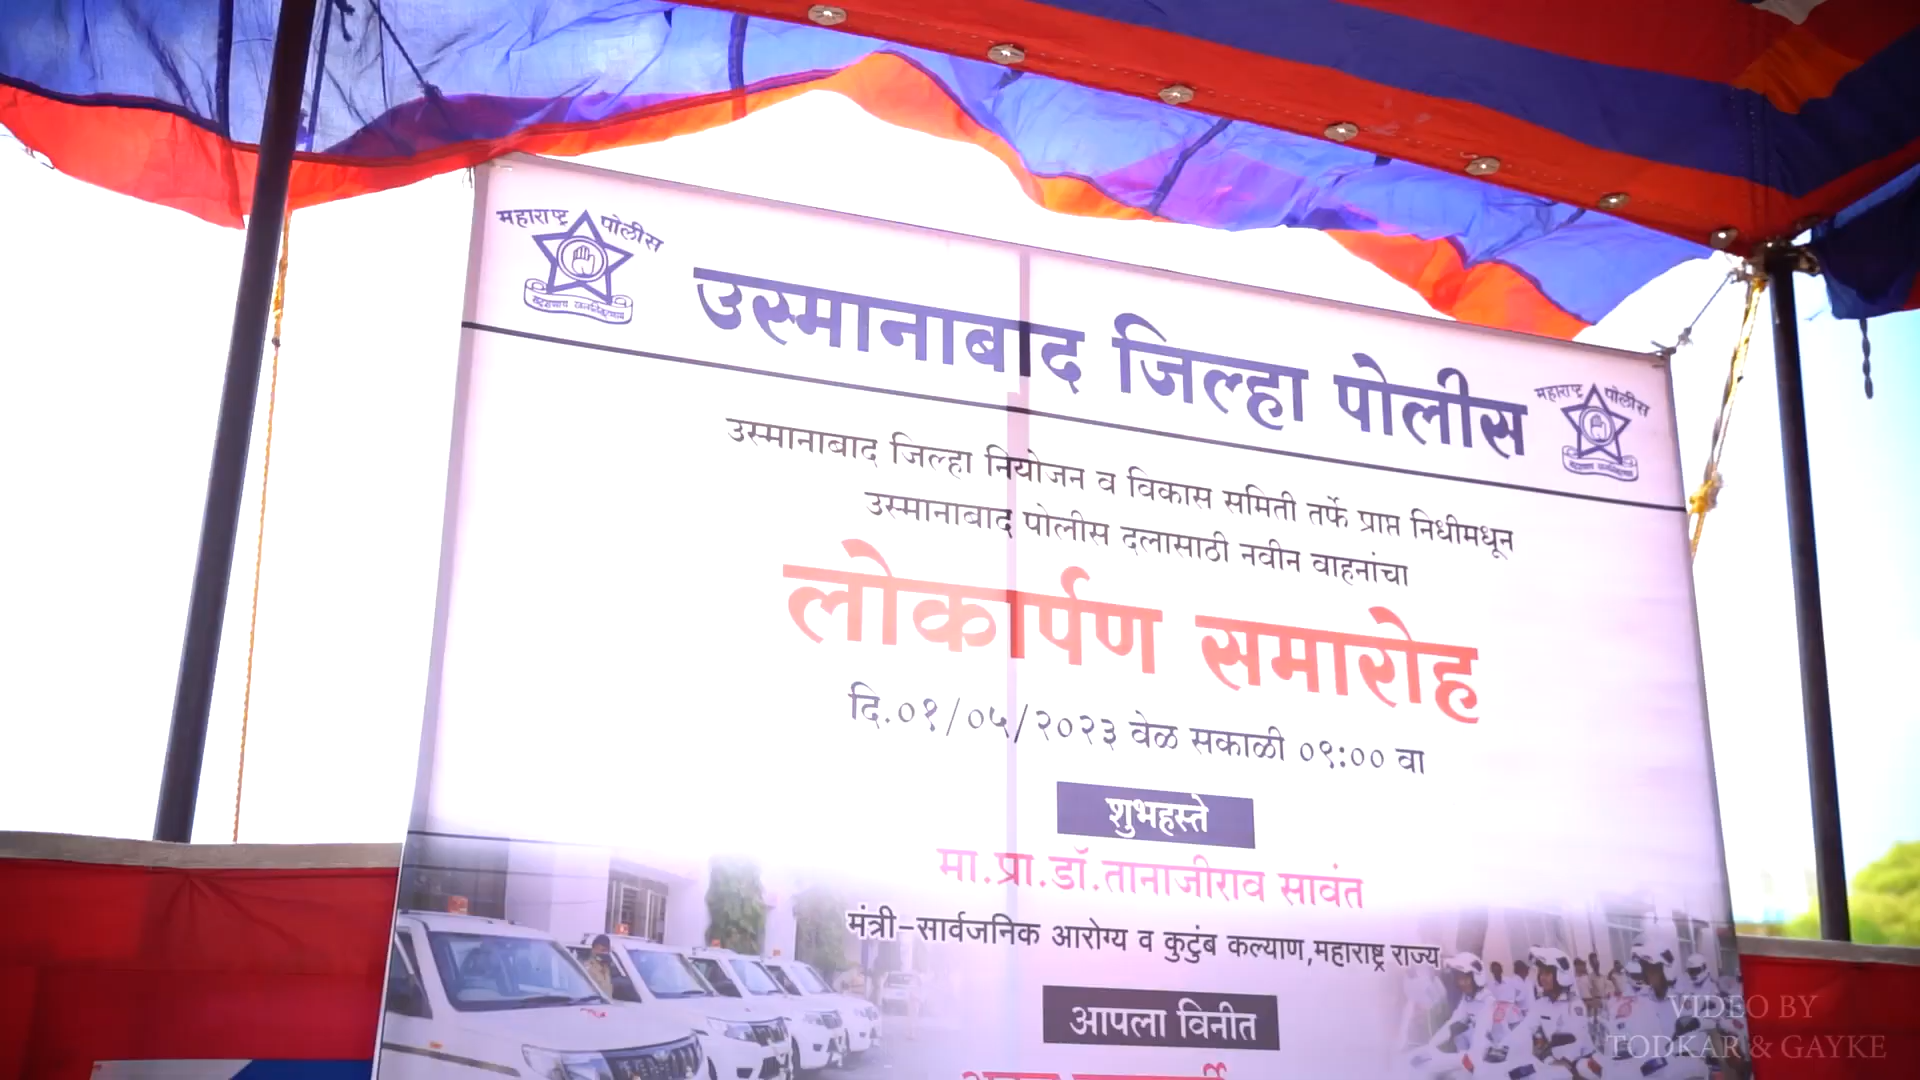 महाराष्ट्र पोलीस
उस्मानाबाद जिल्हा पोलीस
महाराष्ट्र पोलीस
उस्मानाबाद जिल्हा नियोजन व विकास समिती तर्फे प्राप्त निधीमधून
उस्मानाबाद पोलीस दलासाठी नवीन वाहनांचा
लोकार्पण समारोह
दि.०१/०५/२०२३ वेळ सकाळी ०९:०० वा
शुभहस्ते
मा.प्रा.डॉ.तानाजीराव सावंत
मंत्री-सार्वजनिक आरोग्य व कुटुंब कल्याण,महाराष्ट्र राज्य
आपला विनीत
VIDEO BY
TODKAR & GAYKE